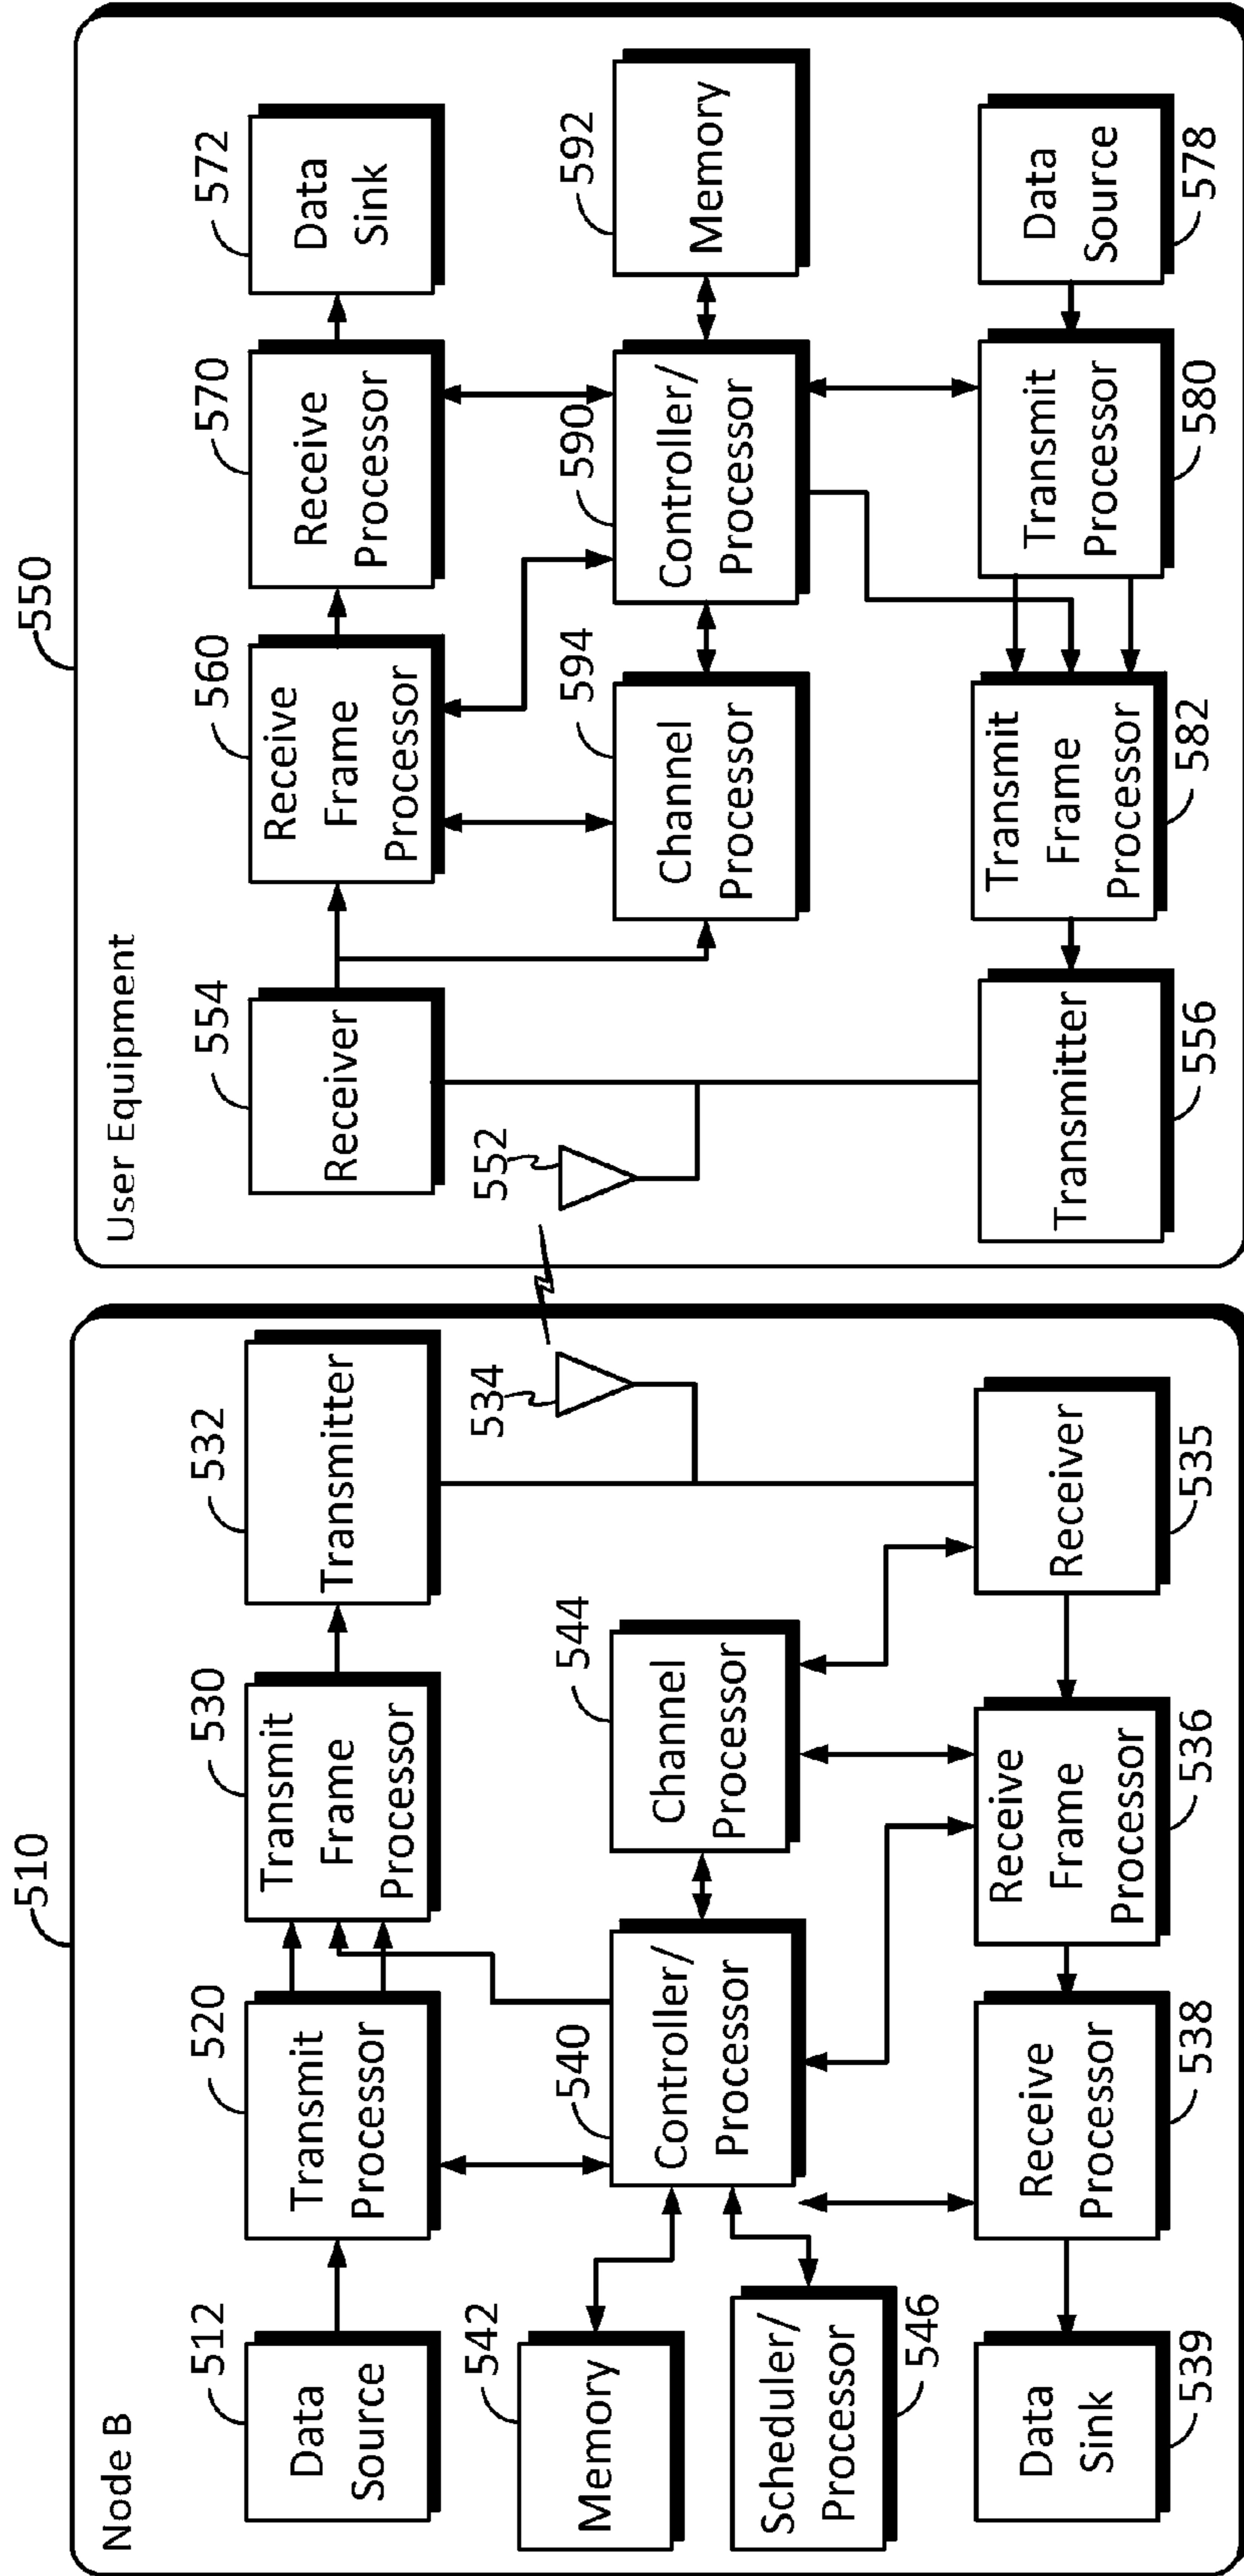 510
Node B
512
Data
Source
520
Transmit
Processor
530
Transmit
Frame
Processor
532
Transmitter
534
542
Memory
540
Controller/
Processor
544
Channel
Processor
Scheduler/
Processor
546
Data
Sink
539
Receive
Processor
538
Receive
Frame
Processor
536
Receiver
535
550
User Equipment
554
Receiver
560
Receive
Frame
Processor
570
Receive
Processor
572
Data
Sink
552
594
Channel
Processor
590
Controller/
Processor
592
Memory
Transmitter
556
Transmit
Frame
Processor
582
Transmit
Processor
580
Data
Source
578